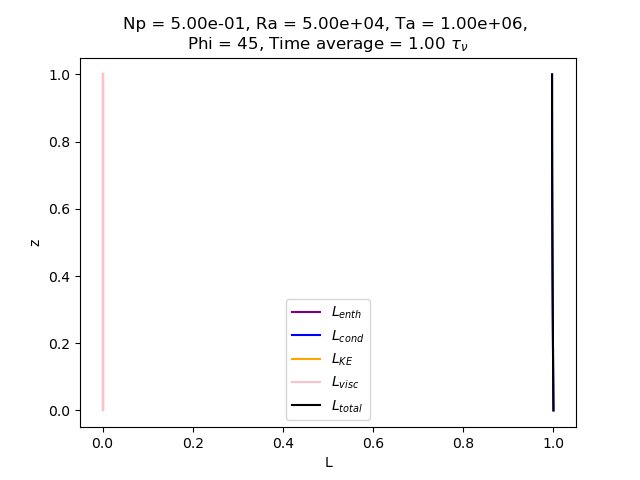 Np = 5.00e-01, Ra = 5.00e+04, Ta = 1.00e+06,
Phi = 45, Time average = 1.00 τ_ν
1.0
0.8
0.6
0.4
0.2
0.0
z
L_enth
L_cond
L_KE
L_visc
L_total
0.0 0.2 0.4 0.6 0.8 1.0
L